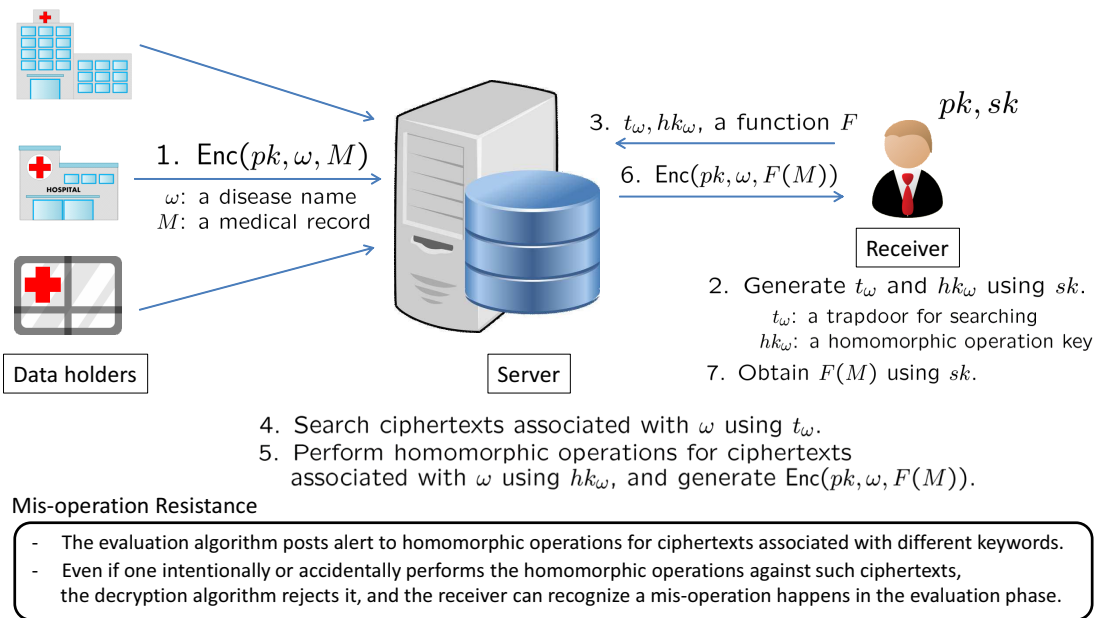 HOSPITAL
Data holders
1. Enc(pk, ω, M)
ω: a disease name
M: a medical record
Server
3. tω, hkω, a function F
6. Enc(pk, ω, F(M))
pk, sk
Receiver
2. Generate tω and hkω using sk.
tω: a trapdoor for searching
hkω: a homomorphic operation key
7. Obtain F(M) using sk.
4. Search ciphertexts associated with ω using tω.
5. Perform homomorphic operations for ciphertexts
associated with ω using hkω, and generate Enc(pk, ω, F(M)).
Mis-operation Resistance
- The evaluation algorithm posts alert to homomorphic operations for ciphertexts associated with different keywords.
- Even if one intentionally or accidentally performs the homomorphic operations against such ciphertexts,
the decryption algorithm rejects it, and the receiver can recognize a mis-operation happens in the evaluation phase.